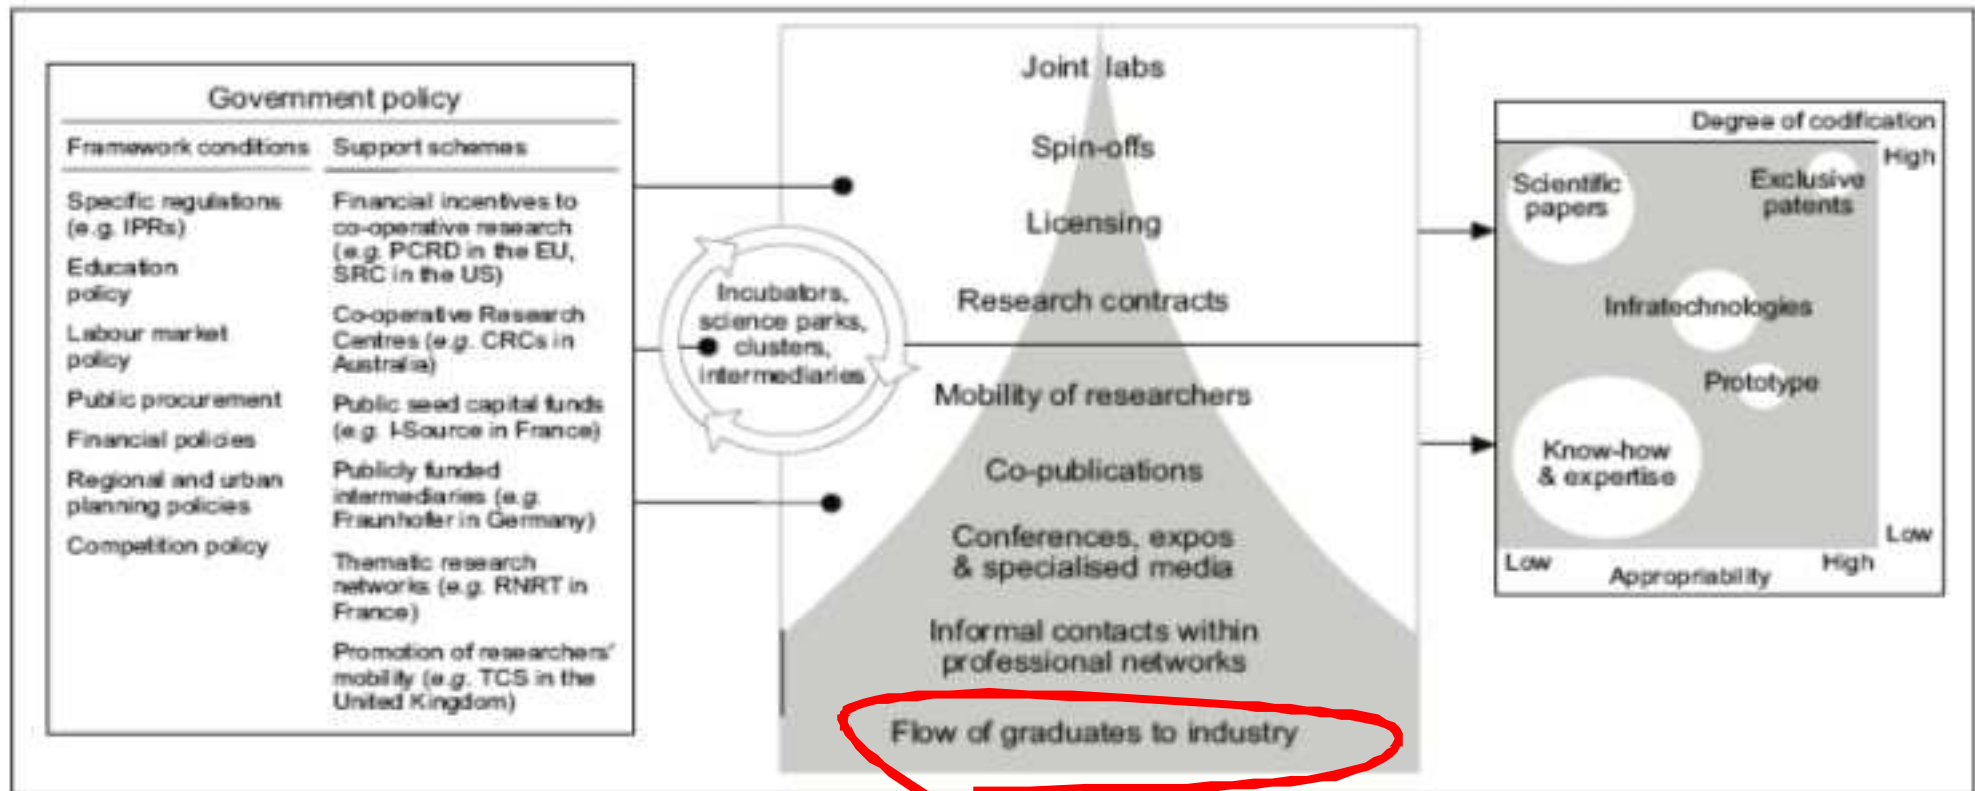 Government policy
Framework conditions
Specific regulations
(e.g. IPRs)
Education
policy
Labour market
policy
Public procurement
Financial policies
Regional and urban
planning policies
Competition policy
Support schemes
Financial incentives to
co-operative research
(e.g. PCRD in the EU,
SRC in the US)
Co-operative Research
Centres (e.g. CRCs in
Australia)
Public seed capital funds
(e.g. I-Source in France)
Publicly funded
intermediaries (e.g.
Fraunhofer in Germany)
Thematic research
networks (e.g. RNRT in
France)
Promotion of researchers'
mobility (e.g. TCS in the
United Kingdom)
Incubators,
science parks,
clusters,
intermediaries
Joint labs
Spin-offs
Licensing
Research contracts
Mobility of researchers
Co-publications
Conferences, expos
& specialised media
Informal contacts within
professional networks
Flow of graduates to industry
Degree of codification
High
Scientific
papers
Exclusive
patents
Infratechnologies
Prototype
Know-how
& expertise
Low
Low
Appropriability
High